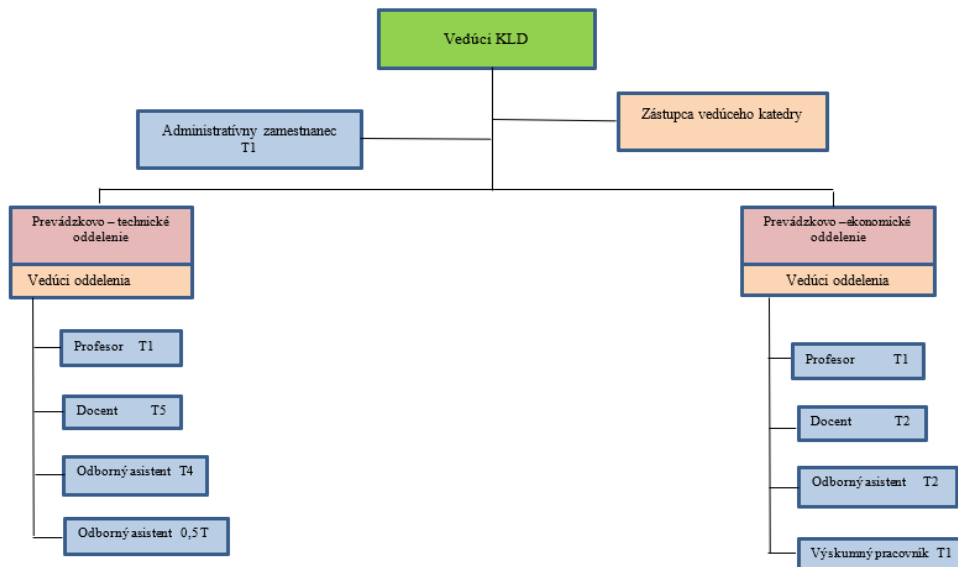 Vedúci KLD
Administratívny zamestnanec
T1
Zástupca vedúceho katedry
Prevádzkovo – technické
oddelenie
Vedúci oddelenia
Profesor T1
Docent T5
Odborný asistent T4
Odborný asistent 0,5 T
Prevádzkovo –ekonomické
oddelenie
Vedúci oddelenia
Profesor T1
Docent T2
Odborný asistent T2
Výskumný pracovník T1